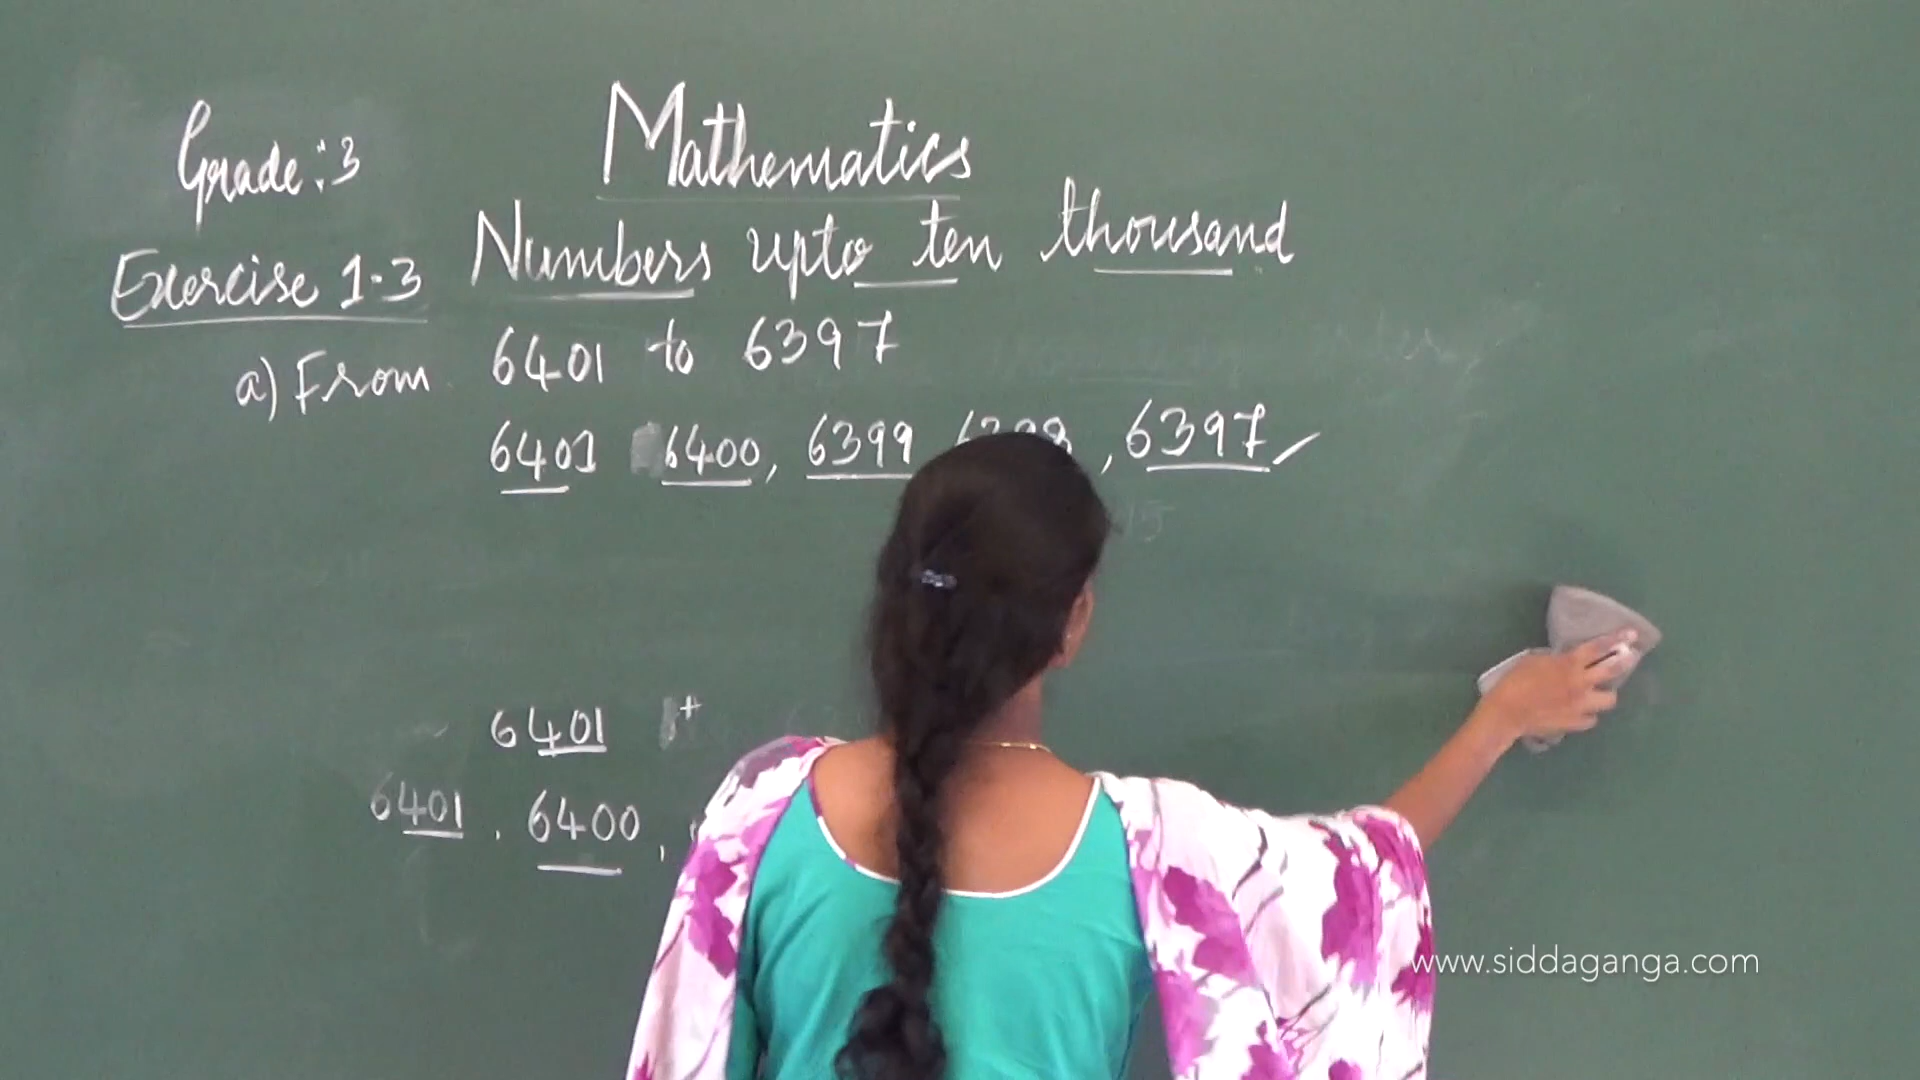 Grade : 3
Mathematics
Exercise 1.3 Numbers upto ten thousand
a) From 6401 to 6397
6401 6400, 6399 6398, 6397 ✓
6401 +
6401, 6400,
www.siddaganga.com